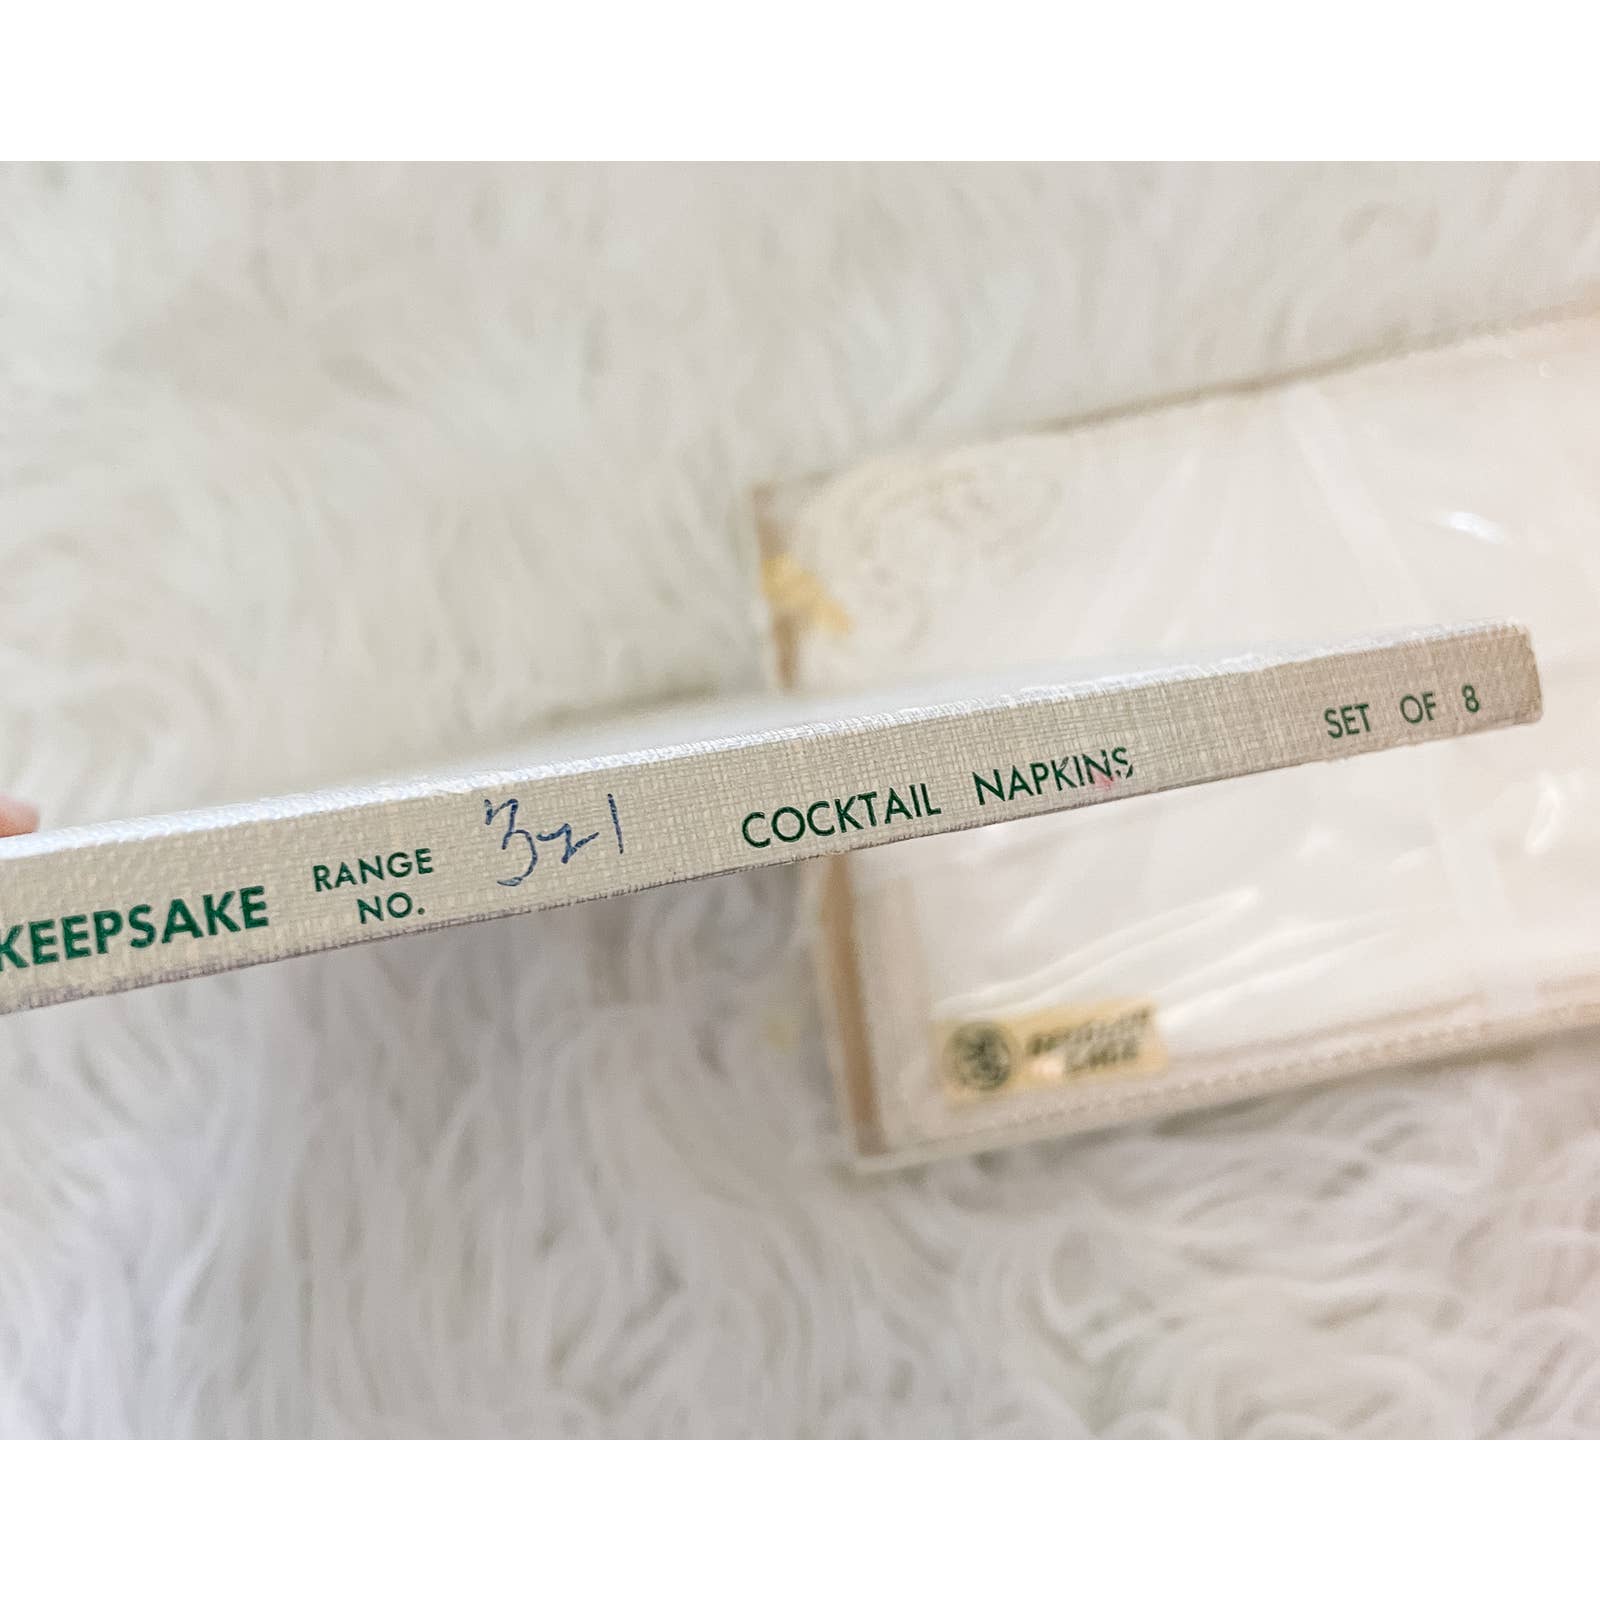 KEEPSAKE RANGE NO. 321 COCKTAIL NAPKINS SET OF 8